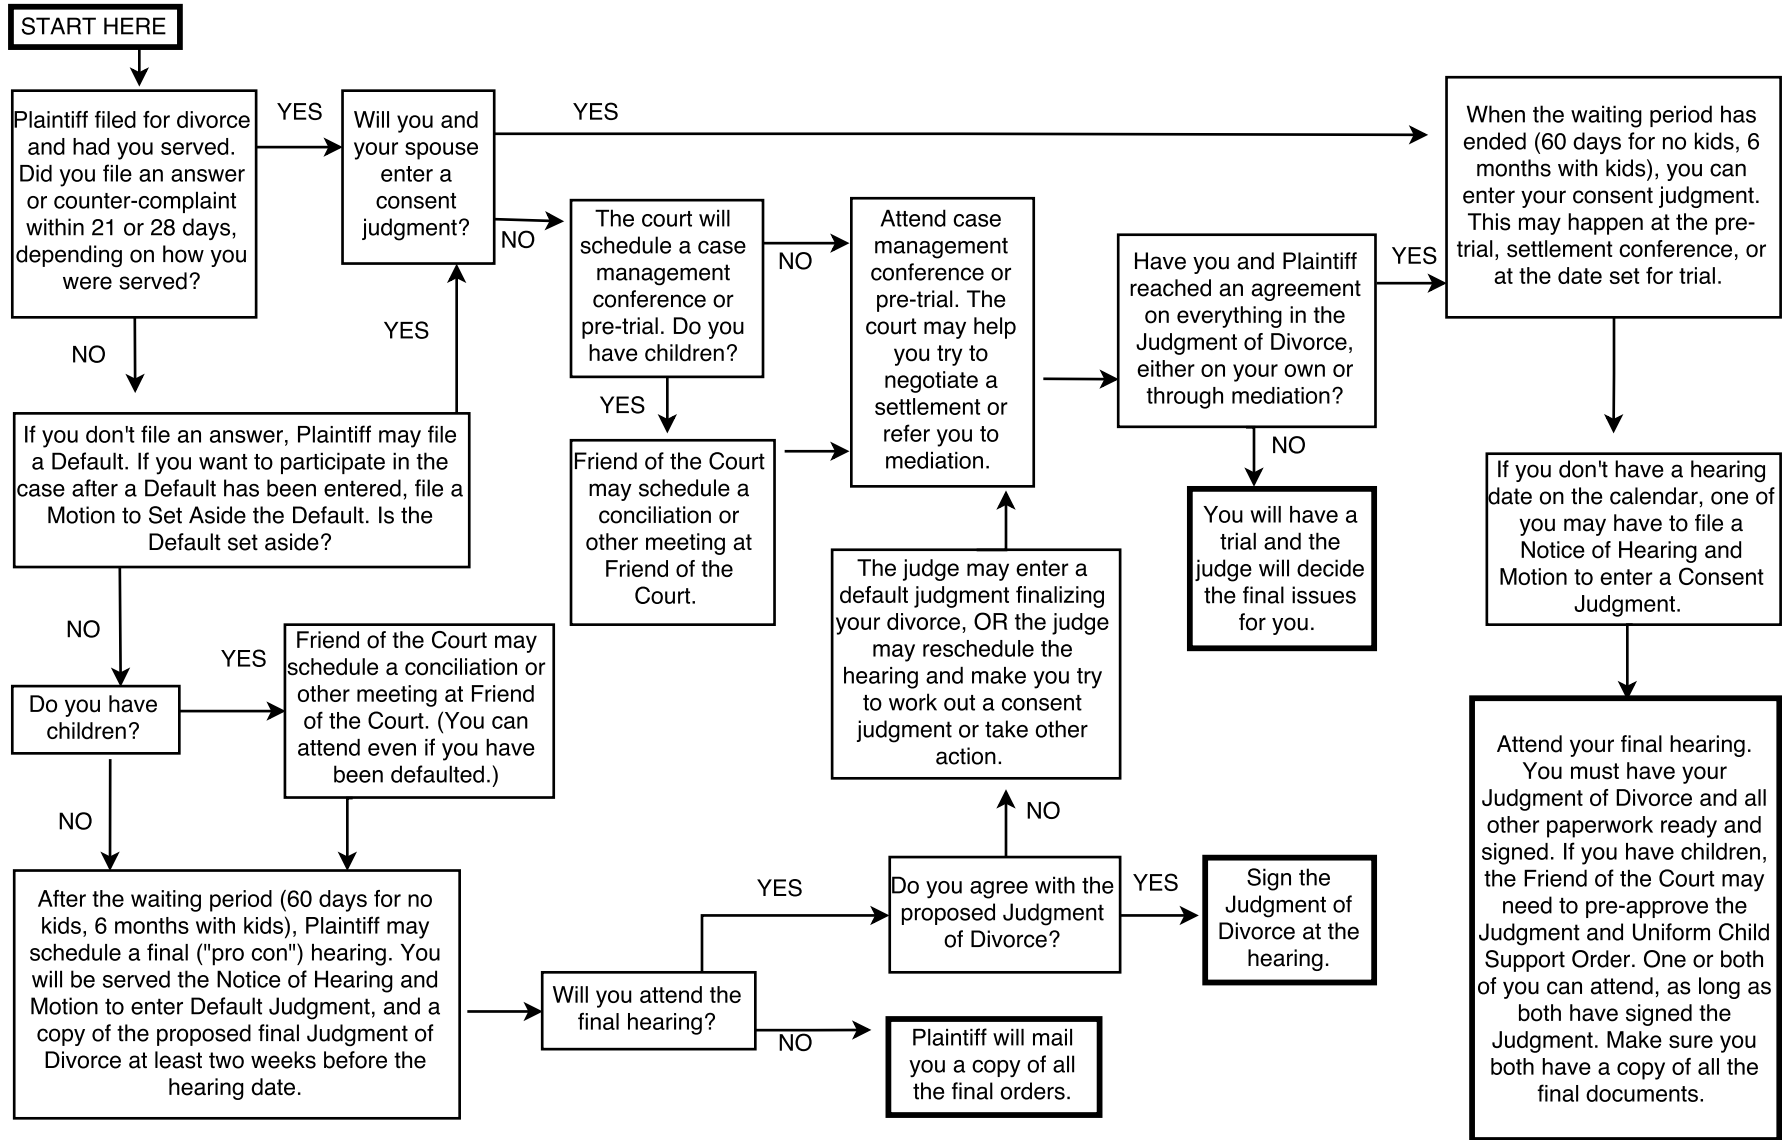 START HERE
Plaintiff filed for divorce
and had you served.
Did you file an answer
or counter-complaint
within 21 or 28 days,
depending on how you
were served?
YES
Will you and
your spouse
enter a
consent
judgment?
YES
When the waiting period has
ended (60 days for no kids, 6
months with kids), you can
enter your consent judgment.
This may happen at the pre-
trial, settlement conference, or
at the date set for trial.
NO
The court will
schedule a case
management
conference or
pre-trial. Do you
have children?
NO
Attend case
management
conference or
pre-trial. The
court may help
you try to
negotiate a
settlement or
refer you to
mediation.
Have you and Plaintiff
reached an agreement
on everything in the
Judgment of Divorce,
either on your own or
through mediation?
YES
NO
YES
YES
NO
If you don't file an answer, Plaintiff may file
a Default. If you want to participate in the
case after a Default has been entered, file a
Motion to Set Aside the Default. Is the
Default set aside?
Friend of the Court
may schedule a
conciliation or
other meeting at
Friend of the
Court.
You will have a
trial and the
judge will decide
the final issues
for you.
If you don't have a hearing
date on the calendar, one of
you may have to file a
Notice of Hearing and
Motion to enter a Consent
Judgment.
The judge may enter a
default judgment finalizing
your divorce, OR the judge
may reschedule the
hearing and make you try
to work out a consent
judgment or take other
action.
NO
Do you have
children?
YES
Friend of the Court may
schedule a conciliation or
other meeting at Friend
of the Court. (You can
attend even if you have
been defaulted.)
NO
NO
After the waiting period (60 days for no
kids, 6 months with kids), Plaintiff may
schedule a final ("pro con") hearing. You
will be served the Notice of Hearing and
Motion to enter Default Judgment, and a
copy of the proposed final Judgment of
Divorce at least two weeks before the
hearing date.
Will you attend the
final hearing?
YES
Do you agree with the
proposed Judgment
of Divorce?
YES
Sign the
Judgment of
Divorce at the
hearing.
NO
Plaintiff will mail
you a copy of all
the final orders.
Attend your final hearing.
You must have your
Judgment of Divorce and all
other paperwork ready and
signed. If you have children,
the Friend of the Court may
need to pre-approve the
Judgment and Uniform Child
Support Order. One or both
of you can attend, as long as
both have signed the
Judgment. Make sure you
both have a copy of all the
final documents.